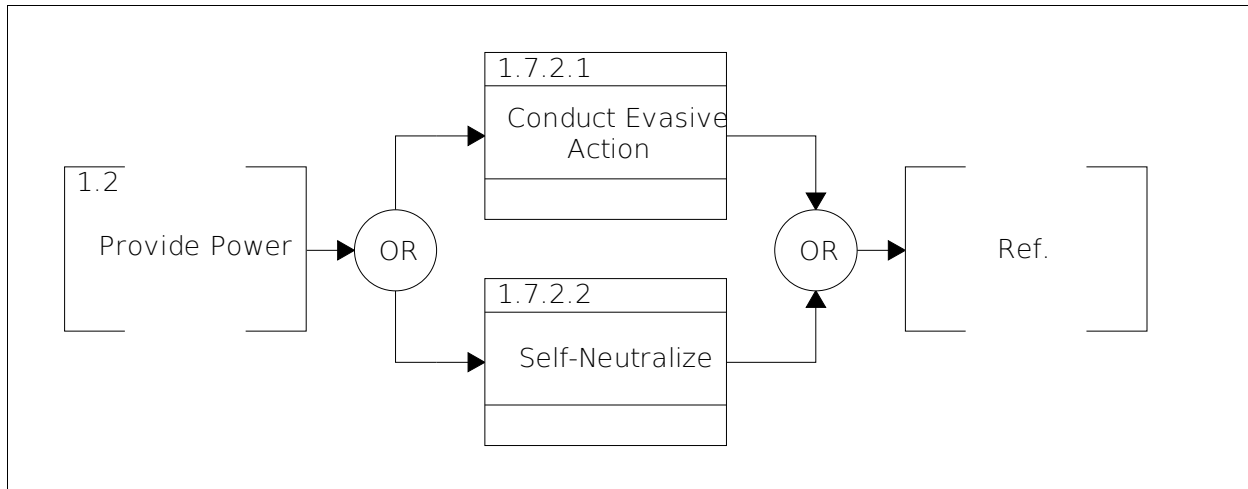 1.2
Provide Power
OR
1.7.2.1
Conduct Evasive
Action
1.7.2.2
Self-Neutralize
OR
Ref.